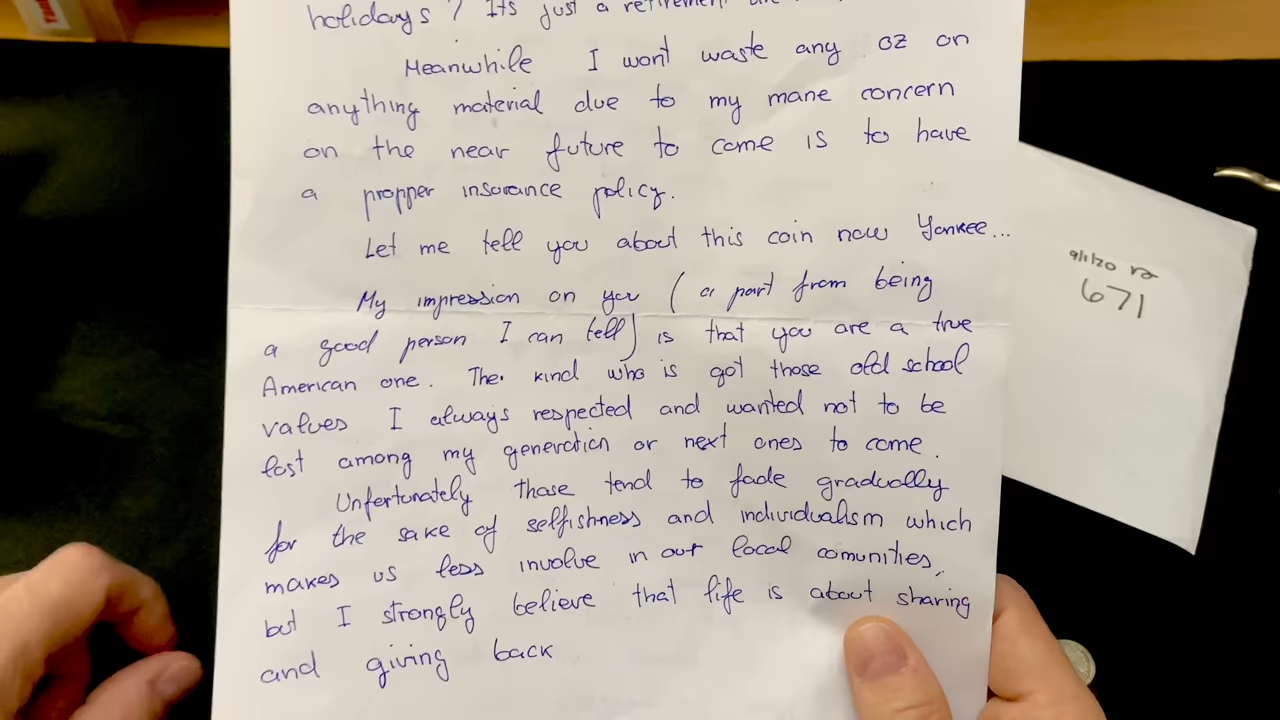 holidays? Its just a retirement
Meanwhile I wont waste any oz on
anything material due to my mane concern
on the near future to come is to have
a propper insurance policy.
Let me tell you about this coin now Yankee...
My impression on you (a part from being
a good person I can tell) is that you are a true
American one. The kind who is got those old school
values I always respected and wanted not to be
lost among my generation or next ones to come.
Unfortunately those tend to fade gradually
for the sake of selfishness and individualism which
makes us less involve in our local comunities,
but I strongly believe that life is about sharing
and giving back
9/1/20
671